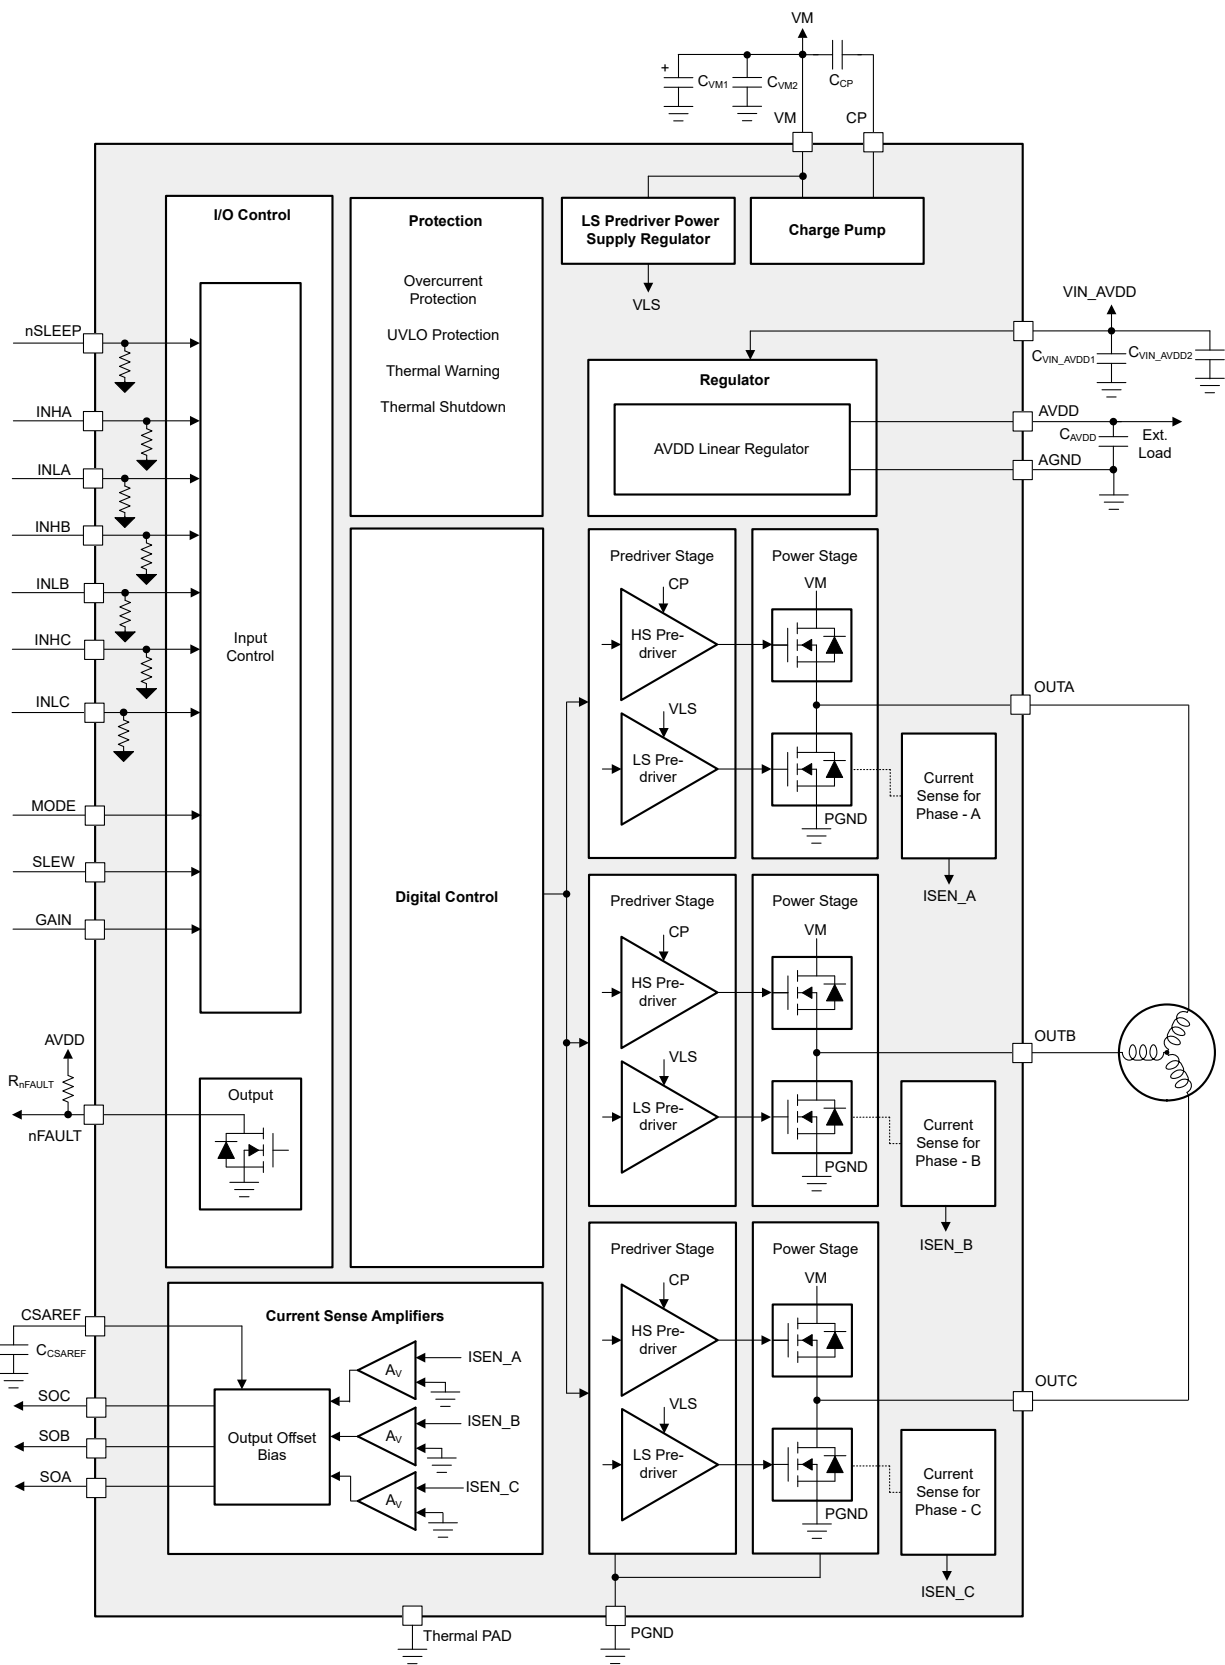 VM
+
CVM1
CVM2
CCP
VM
CP
I/O Control
Protection
Overcurrent
Protection
UVLO Protection
Thermal Warning
Thermal Shutdown
LS Predriver Power
Supply Regulator
Charge Pump
VLS
VIN_AVDD
CVIN_AVDD1
CVIN_AVDD2
Regulator
AVDD Linear Regulator
AVDD
CAVDD
Ext.
Load
AGND
nSLEEP
INHA
INLA
INHB
INLB
INHC
INLC
MODE
SLEW
GAIN
Input
Control
AVDD
RnFAULT
nFAULT
Output
Digital Control
Predriver Stage
CP
HS Pre-
driver
VLS
LS Pre-
driver
Power Stage
VM
PGND
OUTA
Current
Sense for
Phase - A
ISEN_A
Predriver Stage
CP
HS Pre-
driver
VLS
LS Pre-
driver
Power Stage
VM
PGND
OUTB
Current
Sense for
Phase - B
ISEN_B
Predriver Stage
CP
HS Pre-
driver
VLS
LS Pre-
driver
Power Stage
VM
PGND
OUTC
Current
Sense for
Phase - C
ISEN_C
CSAREF
CCSAREF
SOC
SOB
SOA
Current Sense Amplifiers
Output Offset
Bias
AV
ISEN_A
AV
ISEN_B
AV
ISEN_C
Thermal PAD
PGND